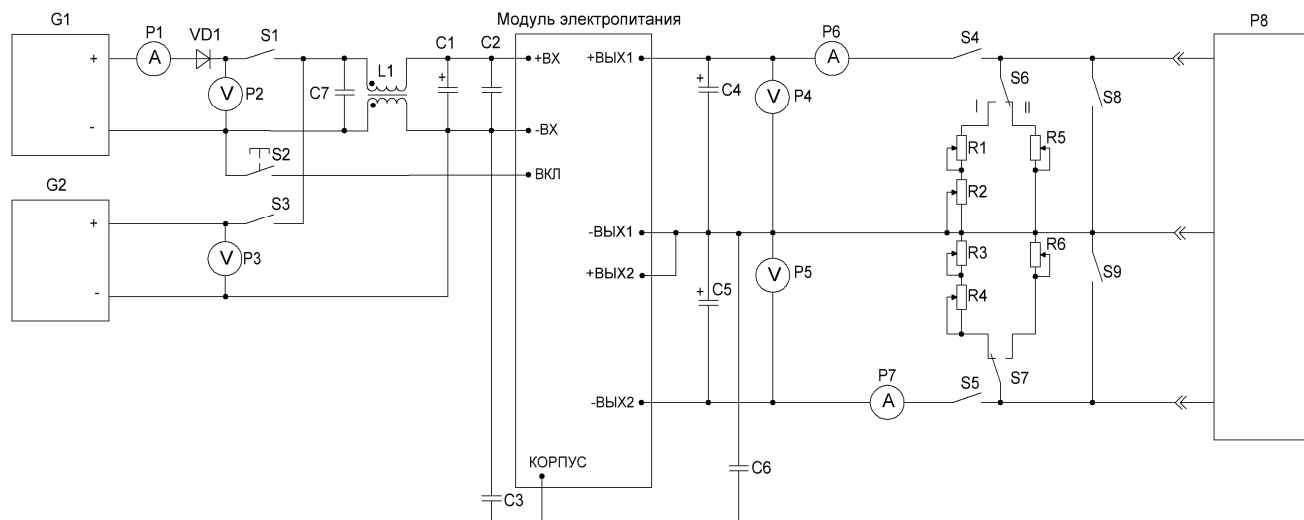 Модуль электропитания
G1
P1
VD1
S1
C1
C2
P6
S4
P8
A
A
+
+ВХ
+ВЫХ1
L1
+
+
S6
V
P2
C7
C4
V
P4
S8
I
II
-
-ВХ
S2
R1
R5
ВКЛ
G2
R2
S3
+
-ВЫХ1
V
P3
R3
R6
+ВЫХ2
V
P5
S9
+
C5
R4
-
P7
S5
S7
-ВЫХ2
A
КОРПУС
C6
C3